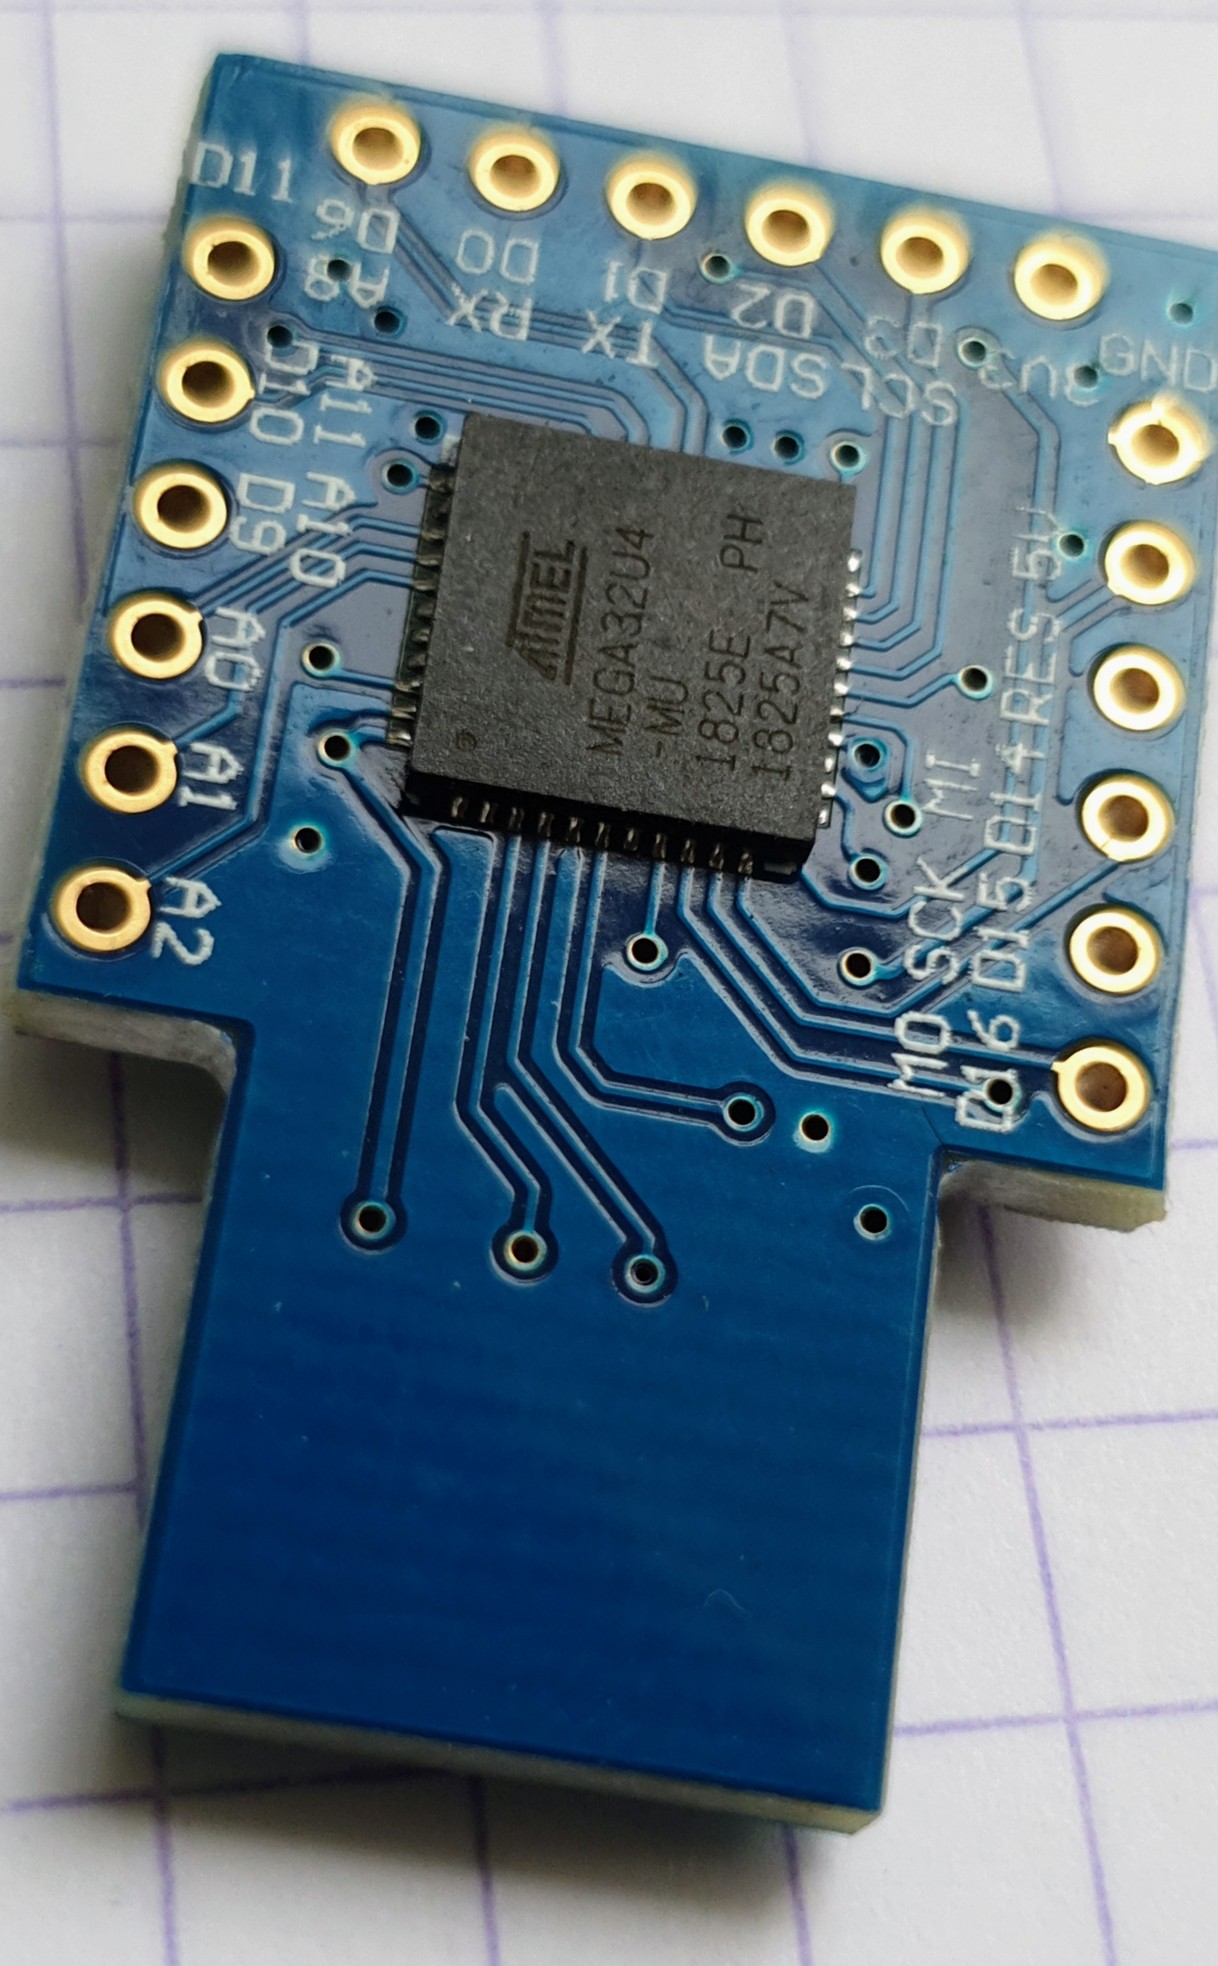 D11
D6 A8
D0 RX
D1 TX
D2 SDA
D3 SCL
3V3
GND
D10 A11
D9 A10
A0
A1
A2
5V
RES
D14 MI
D15 SCK
D16 MO
ATMEL
MEGA32U4
-MU
1825E PH
1825A7V